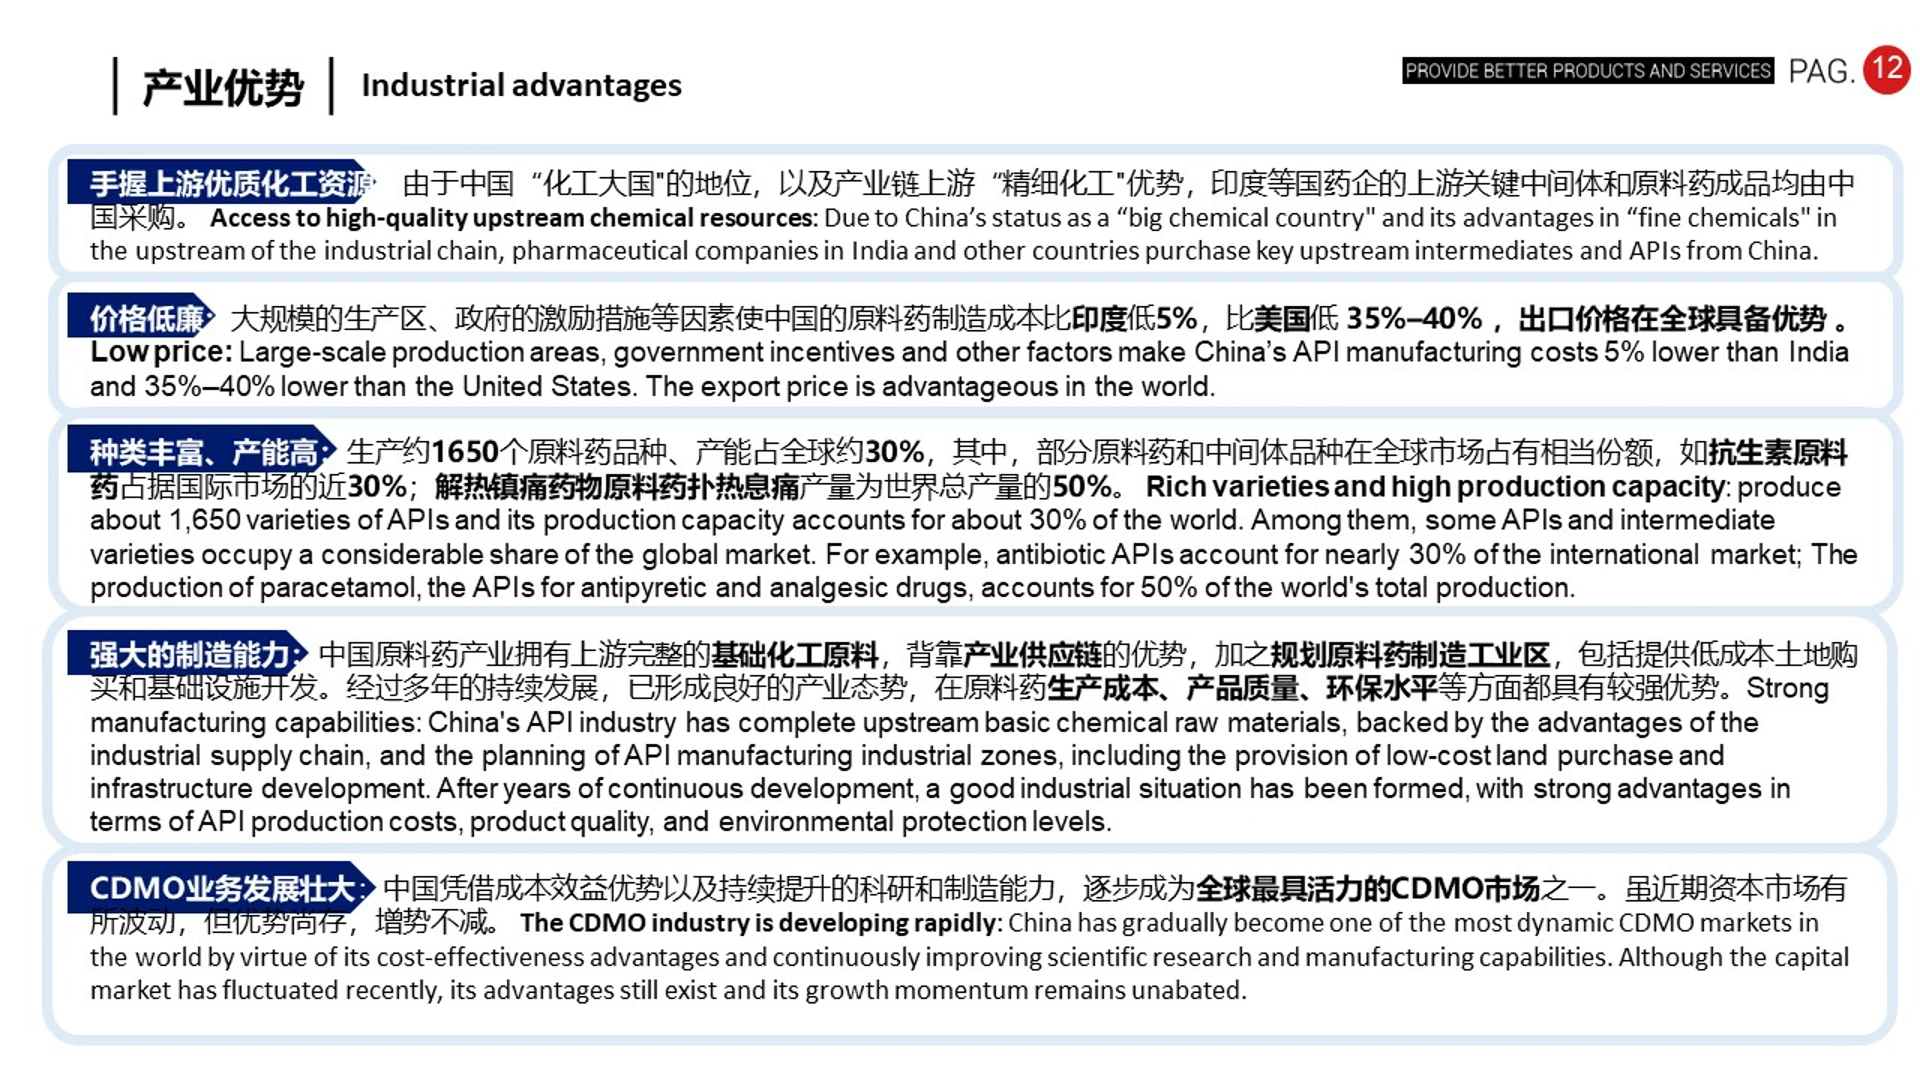 产业优势 Industrial advantages
PROVIDE BETTER PRODUCTS AND SERVICES PAG. 12
手握上游优质化工资源 由于中国“化工大国"的地位，以及产业链上游“精细化工"优势，印度等国药企的上游关键中间体和原料药成品均由中
国采购。 Access to high-quality upstream chemical resources: Due to China’s status as a “big chemical country" and its advantages in “fine chemicals" in
the upstream of the industrial chain, pharmaceutical companies in India and other countries purchase key upstream intermediates and APIs from China.
价格低廉: 大规模的生产区、政府的激励措施等因素使中国的原料药制造成本比印度低5%，比美国低 35%–40% ，出口价格在全球具备优势 。
Low price: Large-scale production areas, government incentives and other factors make China’s API manufacturing costs 5% lower than India
and 35%–40% lower than the United States. The export price is advantageous in the world.
种类丰富、产能高: 生产约1650个原料药品种、产能占全球约30%，其中，部分原料药和中间体品种在全球市场占有相当份额，如抗生素原料
药占据国际市场的近30%；解热镇痛药物原料药扑热息痛产量为世界总产量的50%。 Rich varieties and high production capacity: produce
about 1,650 varieties of APIs and its production capacity accounts for about 30% of the world. Among them, some APIs and intermediate
varieties occupy a considerable share of the global market. For example, antibiotic APIs account for nearly 30% of the international market; The
production of paracetamol, the APIs for antipyretic and analgesic drugs, accounts for 50% of the world's total production.
强大的制造能力: 中国原料药产业拥有上游完整的基础化工原料，背靠产业供应链的优势，加之规划原料药制造工业区，包括提供低成本土地购
买和基础设施开发。经过多年的持续发展，已形成良好的产业态势，在原料药生产成本、产品质量、环保水平等方面都具有较强优势。Strong
manufacturing capabilities: China's API industry has complete upstream basic chemical raw materials, backed by the advantages of the
industrial supply chain, and the planning of API manufacturing industrial zones, including the provision of low-cost land purchase and
infrastructure development. After years of continuous development, a good industrial situation has been formed, with strong advantages in
terms of API production costs, product quality, and environmental protection levels.
CDMO业务发展壮大: 中国凭借成本效益优势以及持续提升的科研和制造能力，逐步成为全球最具活力的CDMO市场之一。虽近期资本市场有
所波动，但优势尚存，增势不减。 The CDMO industry is developing rapidly: China has gradually become one of the most dynamic CDMO markets in
the world by virtue of its cost-effectiveness advantages and continuously improving scientific research and manufacturing capabilities. Although the capital
market has fluctuated recently, its advantages still exist and its growth momentum remains unabated.